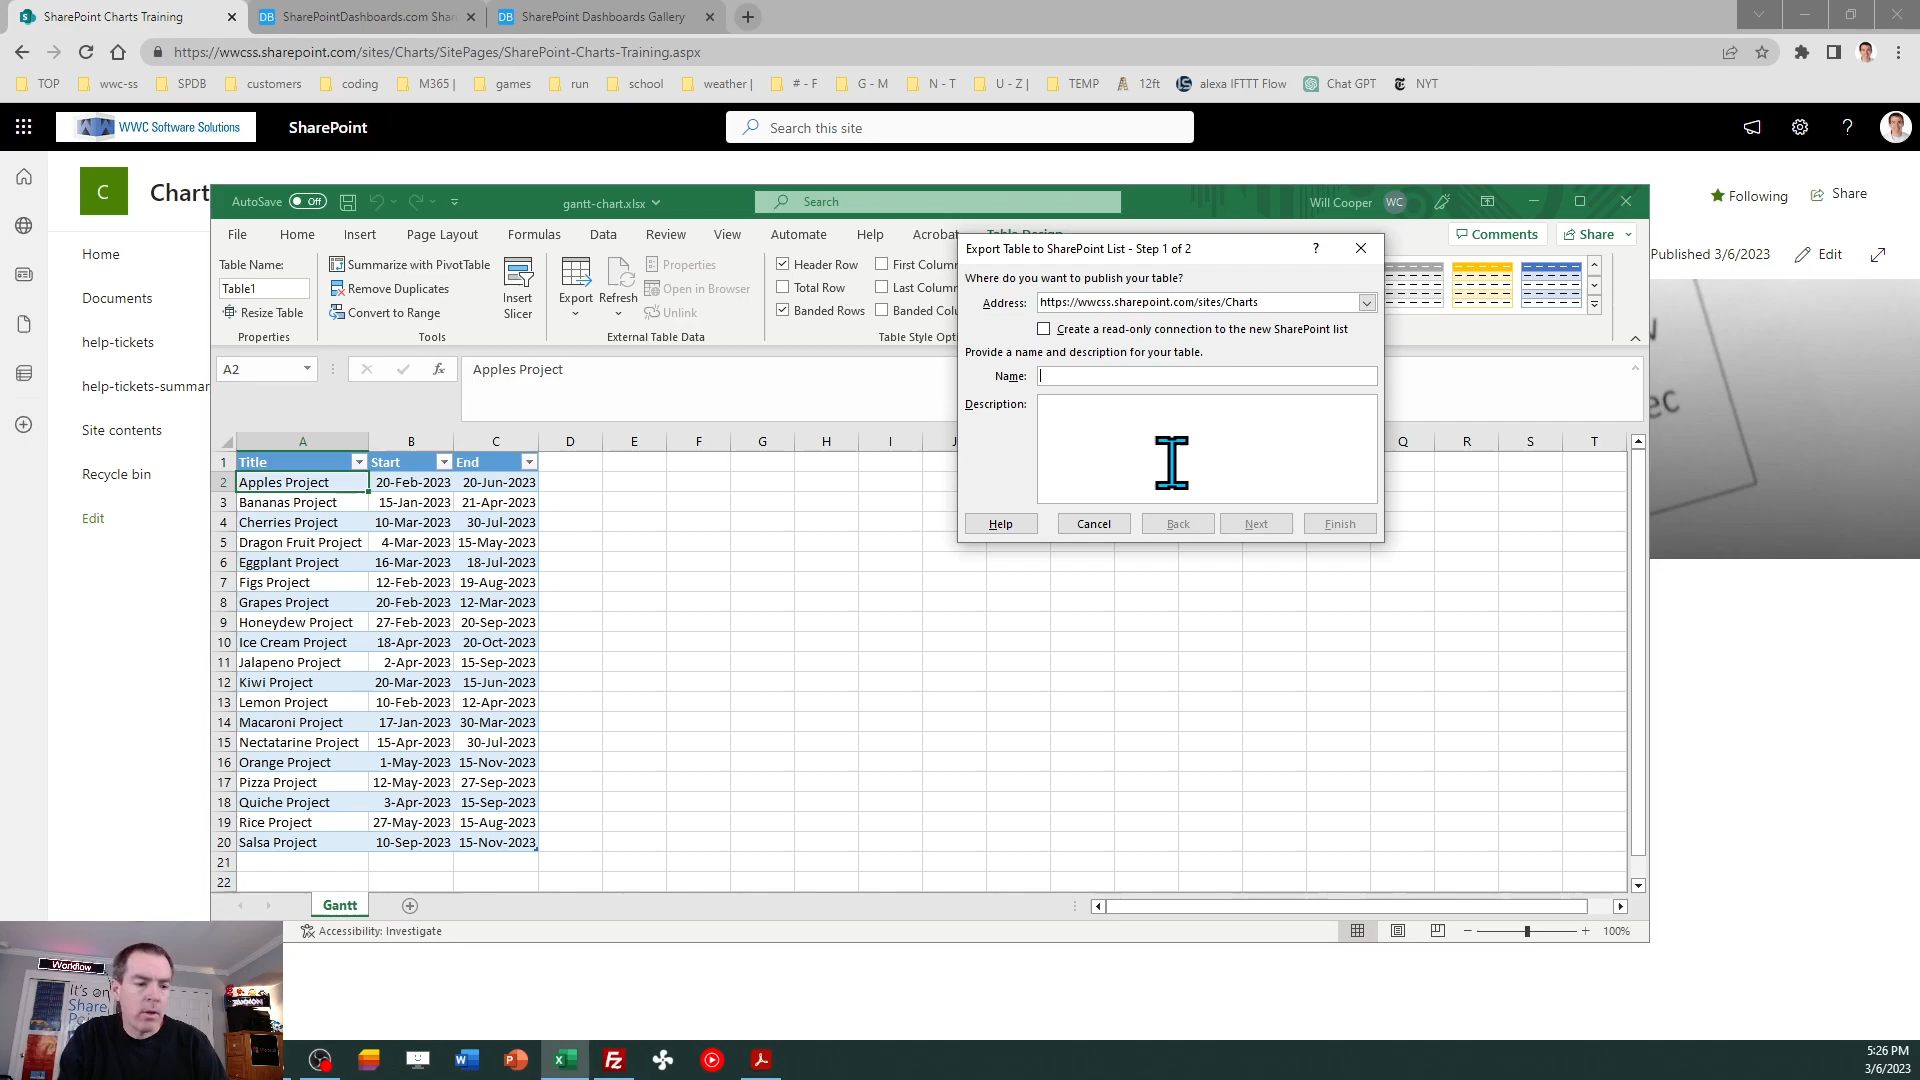 SharePoint Charts Training
DB SharePointDashboards.com Shar
DB SharePoint Dashboards Gallery
https://wwcss.sharepoint.com/sites/Charts/SitePages/SharePoint-Charts-Training.aspx
TOP wwc-ss SPDB customers coding M365 | games run school weather | # - F G - M N - T U - Z | TEMP 12ft alexa IFTTT Flow Chat GPT NYT
WWC Software Solutions SharePoint Search this site
C Chart
Following Share
Published 3/6/2023 Edit
Home
Documents
help-tickets
help-tickets-summar
Site contents
Recycle bin
Edit
AutoSave Off gantt-chart.xlsx Search Will Cooper WC
File Home Insert Page Layout Formulas Data Review View Automate Help Acrobat Table Design Comments Share
Table Name:
Table1
Resize Table
Properties
Summarize with PivotTable
Remove Duplicates
Convert to Range
Tools
Insert
Slicer
Export Refresh
Properties
Open in Browser
Unlink
External Table Data
Header Row First Column
Total Row Last Column
Banded Rows Banded Colu
Table Style Opti
A2 fx Apples Project
Export Table to SharePoint List - Step 1 of 2
Where do you want to publish your table?
Address: https://wwcss.sharepoint.com/sites/Charts
Create a read-only connection to the new SharePoint list
Provide a name and description for your table.
Name:
Description:
Help Cancel Back Next Finish
A B C D E F G H I J Q R S T
1 Title Start End
2 Apples Project 20-Feb-2023 20-Jun-2023
3 Bananas Project 15-Jan-2023 21-Apr-2023
4 Cherries Project 10-Mar-2023 30-Jul-2023
5 Dragon Fruit Project 4-Mar-2023 15-May-2023
6 Eggplant Project 16-Mar-2023 18-Jul-2023
7 Figs Project 12-Feb-2023 19-Aug-2023
8 Grapes Project 20-Feb-2023 12-Mar-2023
9 Honeydew Project 27-Feb-2023 20-Sep-2023
10 Ice Cream Project 18-Apr-2023 20-Oct-2023
11 Jalapeno Project 2-Apr-2023 15-Sep-2023
12 Kiwi Project 20-Mar-2023 15-Jun-2023
13 Lemon Project 10-Feb-2023 12-Apr-2023
14 Macaroni Project 17-Jan-2023 30-Mar-2023
15 Nectatarine Project 15-Apr-2023 30-Jul-2023
16 Orange Project 1-May-2023 15-Nov-2023
17 Pizza Project 12-May-2023 27-Sep-2023
18 Quiche Project 3-Apr-2023 15-Sep-2023
19 Rice Project 27-May-2023 15-Aug-2023
20 Salsa Project 10-Sep-2023 15-Nov-2023
21
22
Gantt
Accessibility: Investigate 100%
ec
Workflow
It's on
Share
5:26 PM
3/6/2023